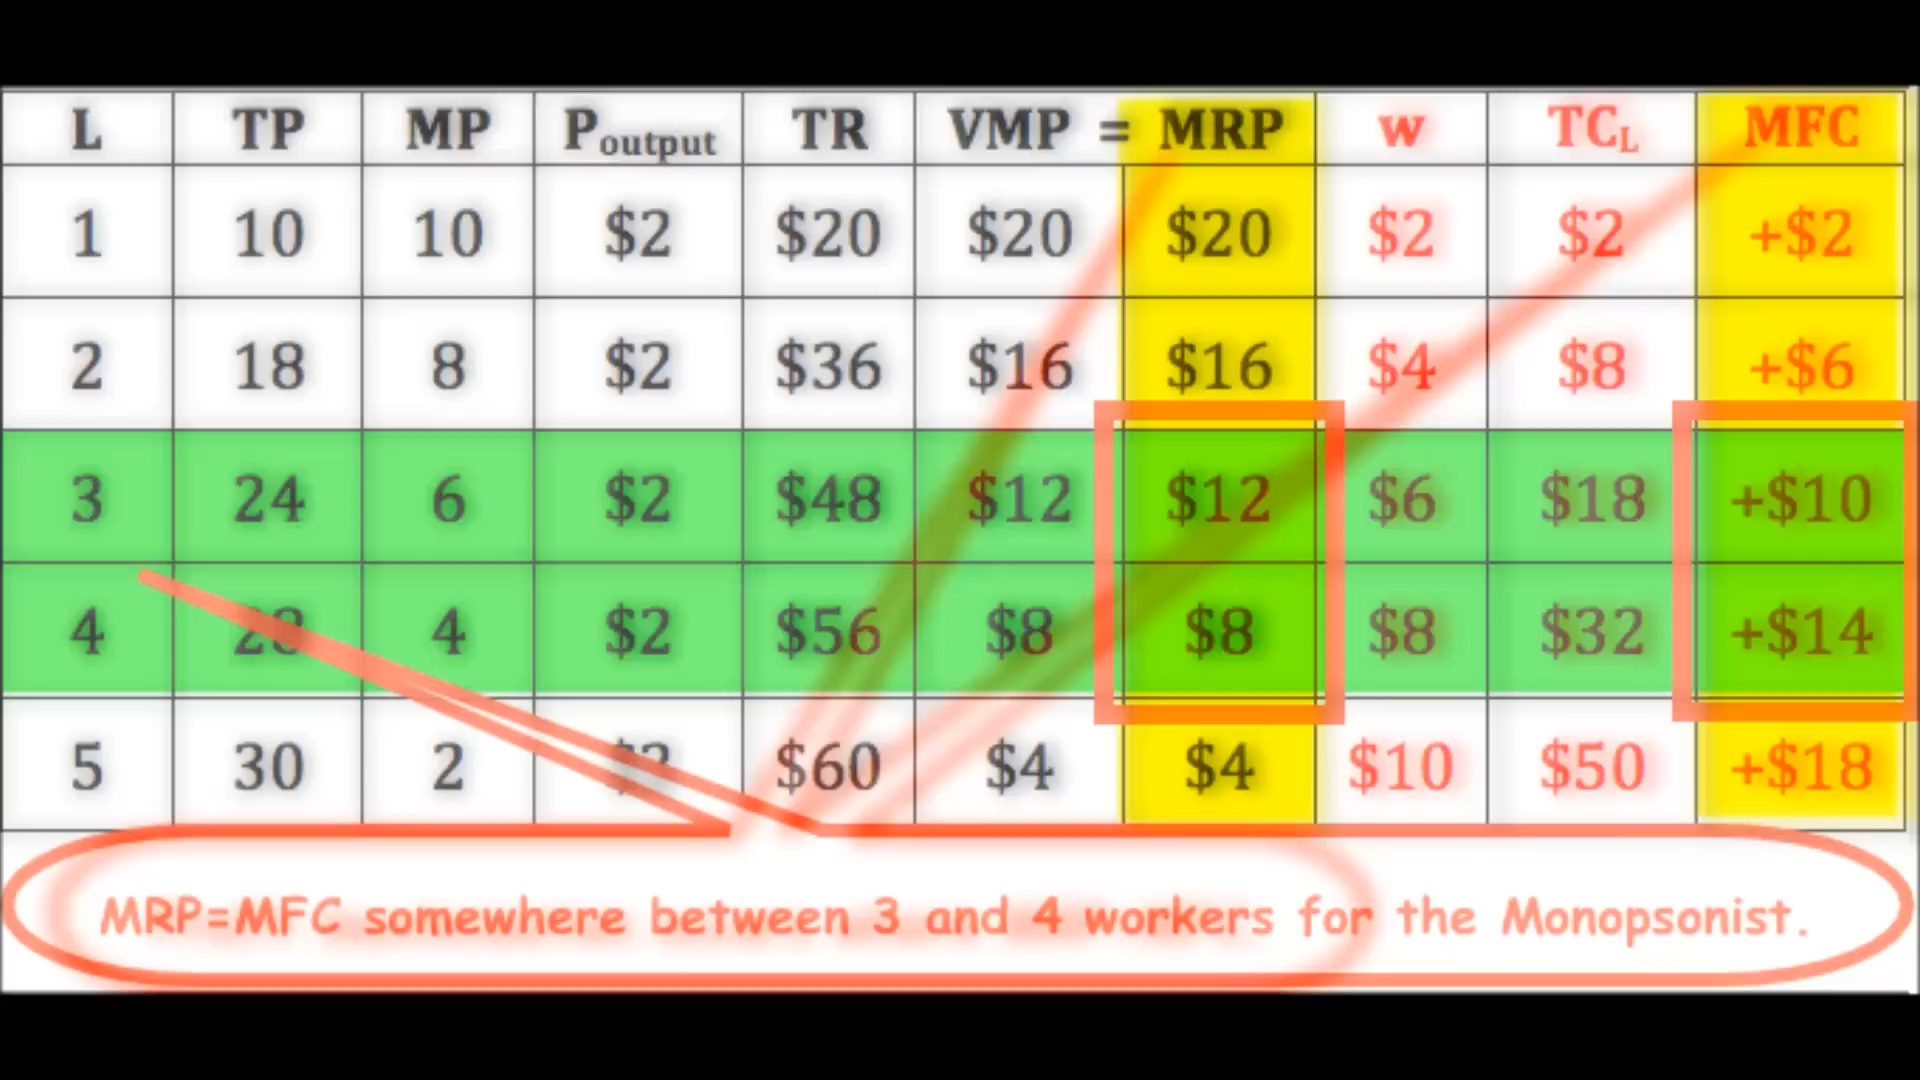 L TP MP Poutput TR VMP = MRP w TCL MFC
1 10 10 $2 $20 $20 $20 $2 $2 +$2
2 18 8 $2 $36 $16 $16 $4 $8 +$6
3 24 6 $2 $48 $12 $12 $6 $18 +$10
4 28 4 $2 $56 $8 $8 $8 $32 +$14
5 30 2 $2 $60 $4 $4 $10 $50 +$18
MRP=MFC somewhere between 3 and 4 workers for the Monopsonist.